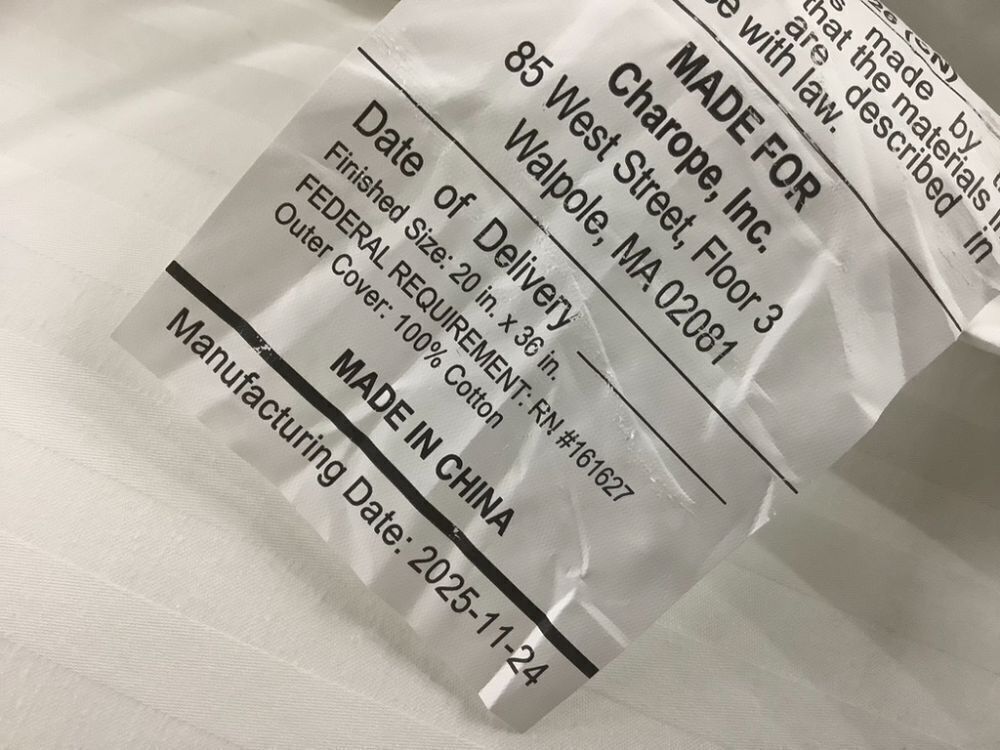 26 (CN)
made by
that the materials
are described in
with law.
MADE FOR
Charope, Inc.
85 West Street, Floor 3
Walpole, MA 02081
Date of Delivery
Finished Size: 20 in. x 36 in.
FEDERAL REQUIREMENT: RN #161627
Outer Cover: 100% Cotton
MADE IN CHINA
Manufacturing Date: 2025-11-24